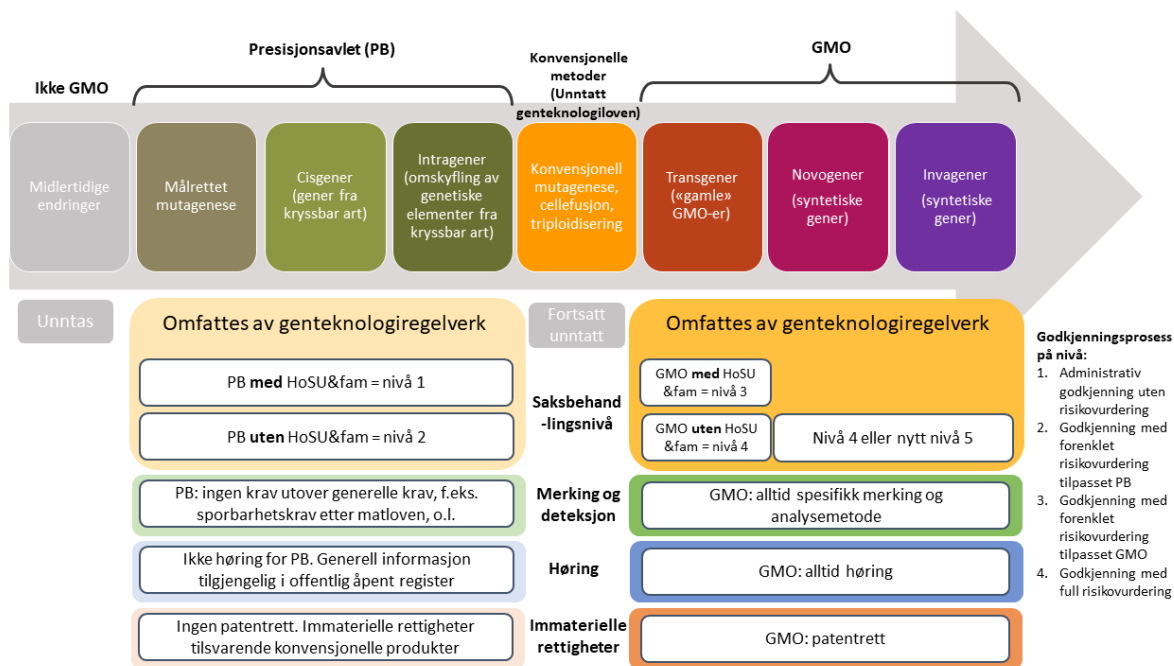 Ikke GMO
Presisjonsavlet (PB)
Konvensjonelle
metoder
(Unntatt
genteknologiloven)
GMO
Midlertidige
endringer
Målrettet
mutagenese
Cisgener
(gener fra
kryssbar art)
Intragener
(omskyfling av
genetiske
elementer fra
kryssbar art)
Konvensjonell
mutagenese,
cellefusjon,
triploidisering
Transgener
(«gamle»
GMO-er)
Novogener
(syntetiske
gener)
Invagener
(syntetiske
gener)
Unntas
Omfattes av genteknologiregelverk
Fortsatt
unntatt
Omfattes av genteknologiregelverk
PB med HoSU&fam = nivå 1
PB uten HoSU&fam = nivå 2
Saksbehand
-lingsnivå
GMO med HoSU
&fam = nivå 3
GMO uten HoSU
&fam = nivå 4
Nivå 4 eller nytt nivå 5
PB: ingen krav utover generelle krav, f.eks.
sporbarhetskrav etter matloven, o.l.
Merking og
deteksjon
GMO: alltid spesifikk merking og
analysemetode
Ikke høring for PB. Generell informasjon
tilgjengelig i offentlig åpent register
Høring
GMO: alltid høring
Ingen patentrett. Immaterielle rettigheter
tilsvarende konvensjonelle produkter
Immaterielle
rettigheter
GMO: patentrett
Godkjenningsprosess
på nivå:
1. Administrativ
godkjenning uten
risikovurdering
2. Godkjenning med
forenklet
risikovurdering
tilpasset PB
3. Godkjenning med
forenklet
risikovurdering
tilpasset GMO
4. Godkjenning med
full risikovurdering